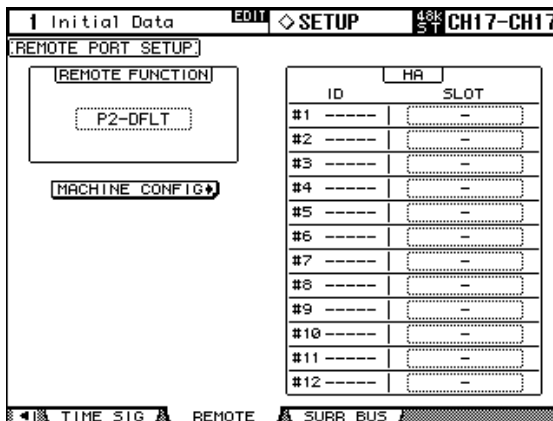 1 Initial Data EDIT ◇SETUP 48k ST CH17-CH17
REMOTE PORT SETUP
REMOTE FUNCTION
P2-DFLT
MACHINE CONFIG
HA
ID SLOT
#1 ----- -
#2 ----- -
#3 ----- -
#4 ----- -
#5 ----- -
#6 ----- -
#7 ----- -
#8 ----- -
#9 ----- -
#10 ----- -
#11 ----- -
#12 ----- -
TIME SIG REMOTE SURR BUS